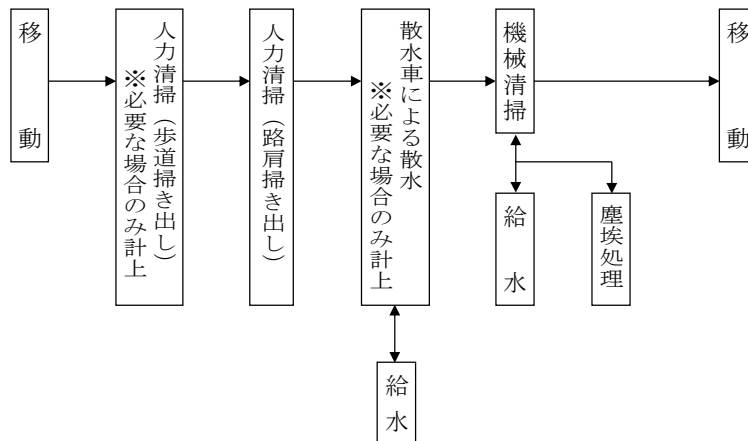 移動
人力清掃（歩道掃き出し）
※必要な場合のみ計上
人力清掃（路肩掃き出し）
散水車による散水
※必要な場合のみ計上
給水
機械清掃
給水
塵埃処理
移動